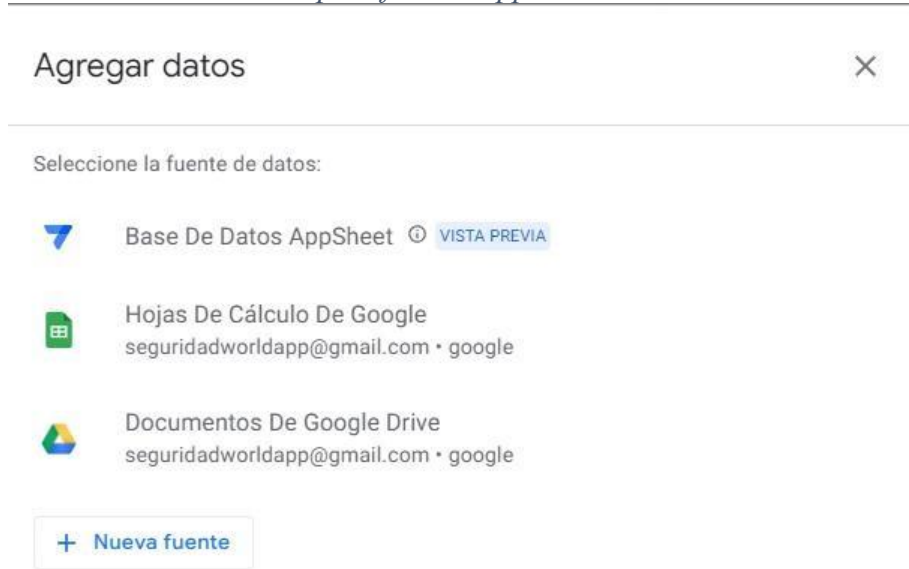 Agregar datos
Seleccione la fuente de datos:
Base De Datos AppSheet VISTA PREVIA
Hojas De Cálculo De Google
seguridadworldapp@gmail.com • google
Documentos De Google Drive
seguridadworldapp@gmail.com • google
+ Nueva fuente